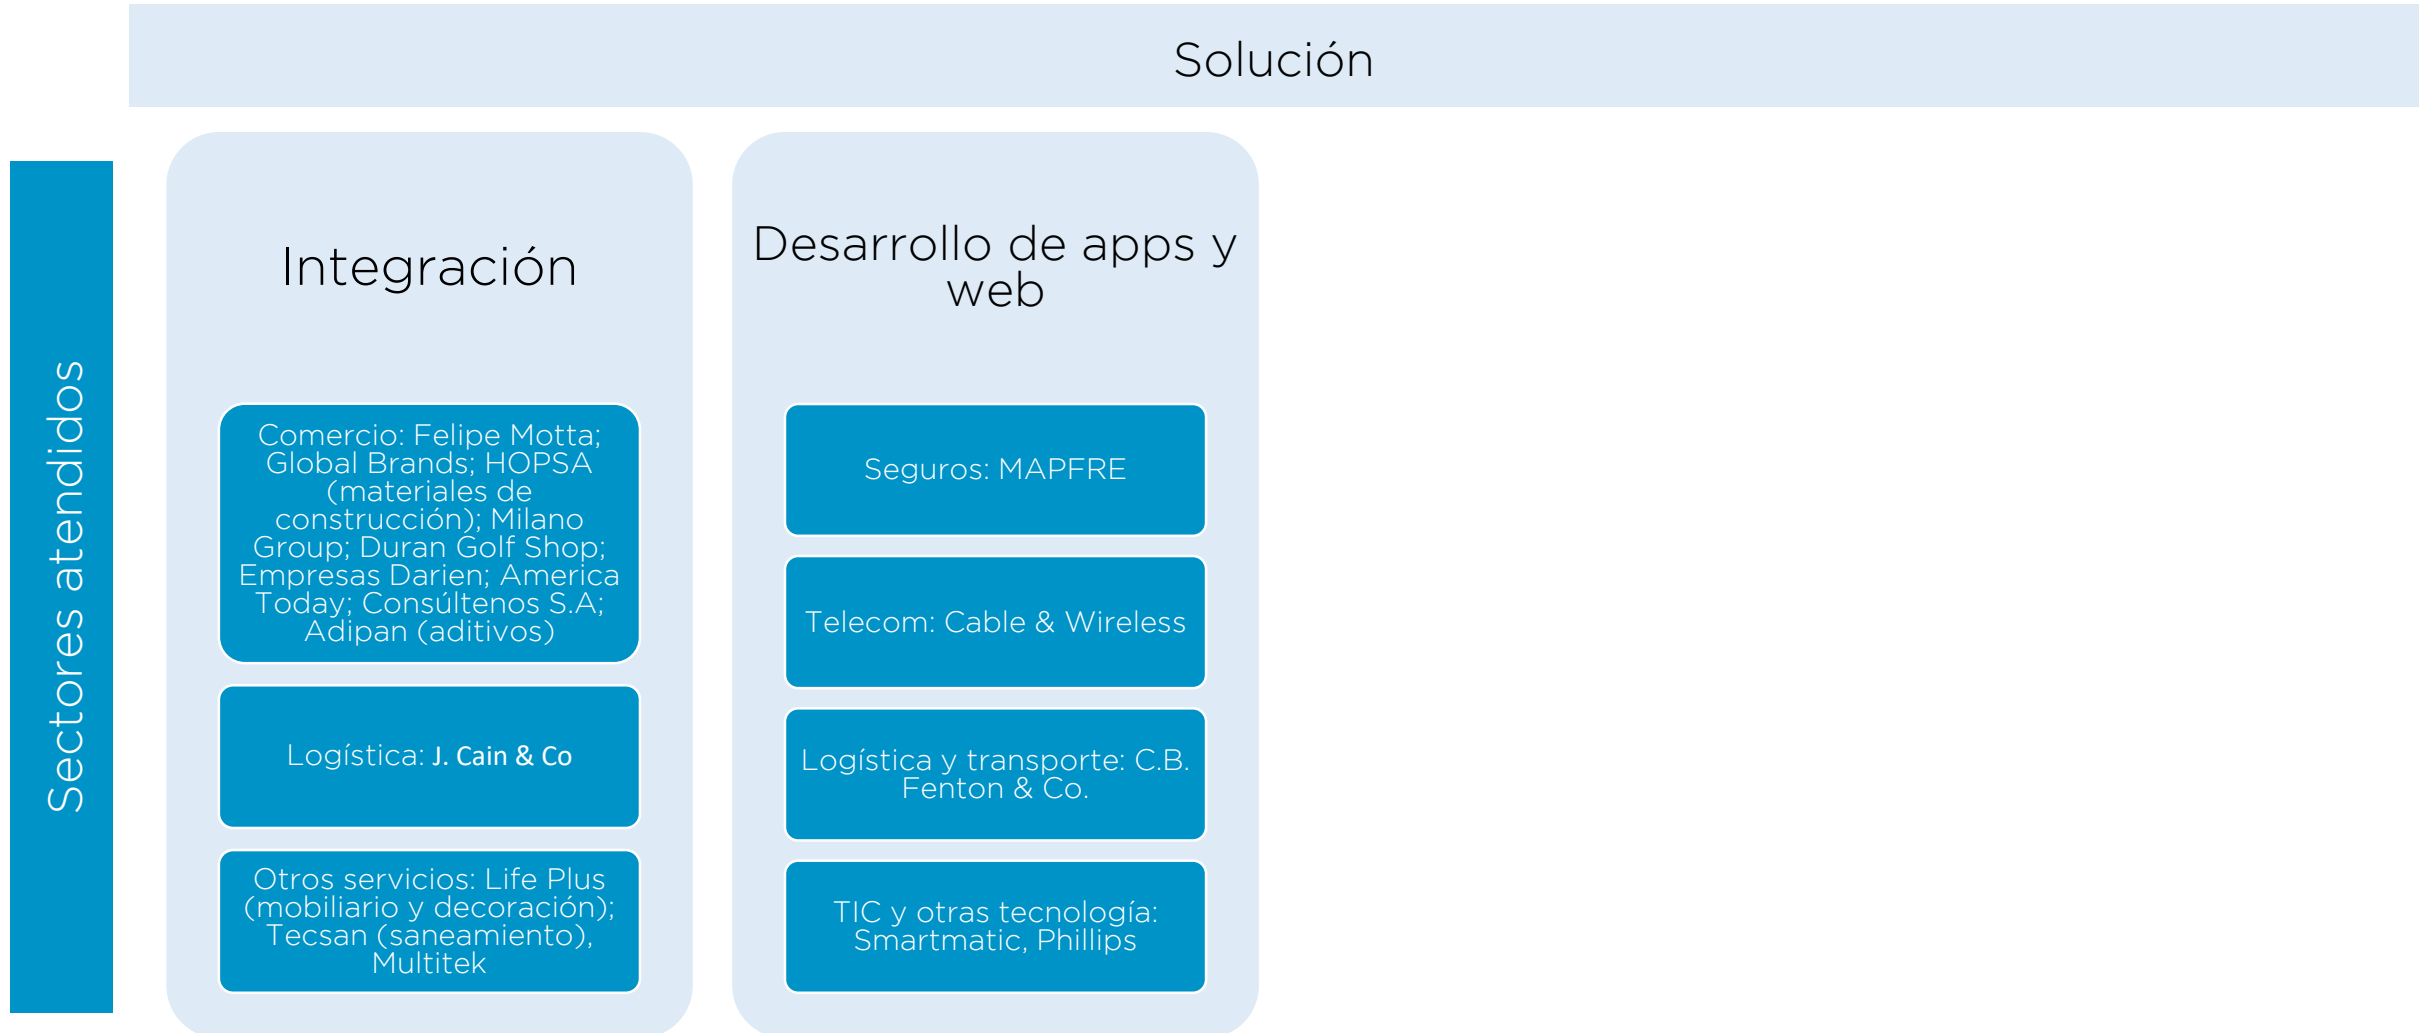 Solución
Sectores atendidos
Integración
Comercio: Felipe Motta;
Global Brands; HOPSA
(materiales de
construcción); Milano
Group; Duran Golf Shop;
Empresas Darien; America
Today; Consúltenos S.A;
Adipan (aditivos)
Logística: J. Cain & Co
Otros servicios: Life Plus
(mobiliario y decoración);
Tecsan (saneamiento),
Multitek
Desarrollo de apps y
web
Seguros: MAPFRE
Telecom: Cable & Wireless
Logística y transporte: C.B.
Fenton & Co.
TIC y otras tecnología:
Smartmatic, Phillips